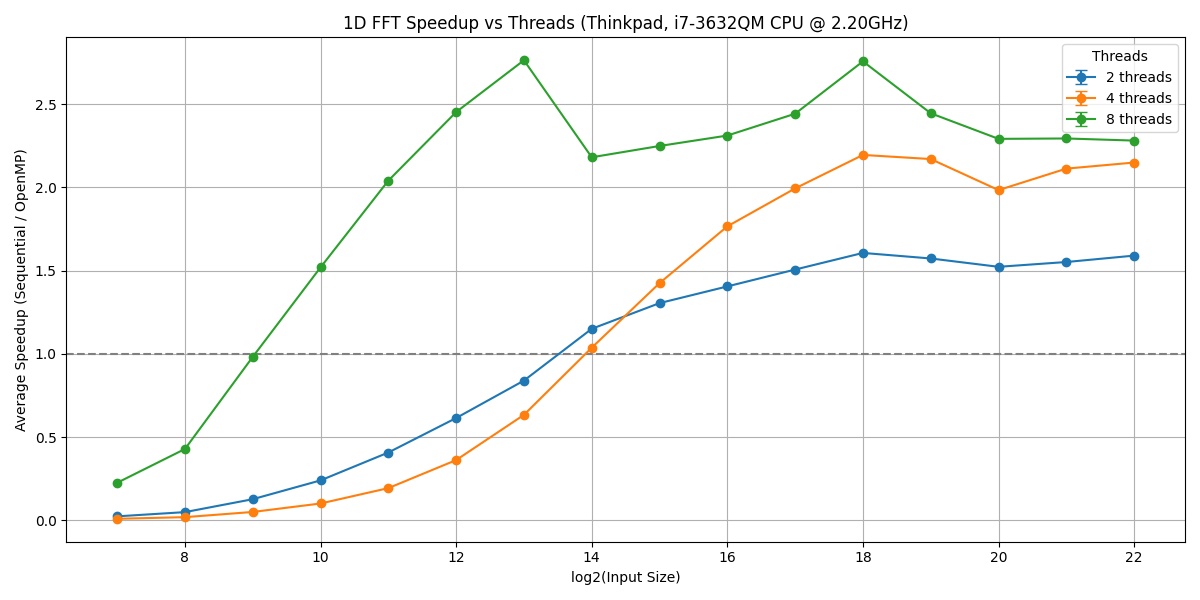 1D FFT Speedup vs Threads (Thinkpad, i7-3632QM CPU @ 2.20GHz)
Threads
2 threads
4 threads
8 threads
Average Speedup (Sequential / OpenMP)
2.5
2.0
1.5
1.0
0.5
0.0
8 10 12 14 16 18 20 22
log2(Input Size)